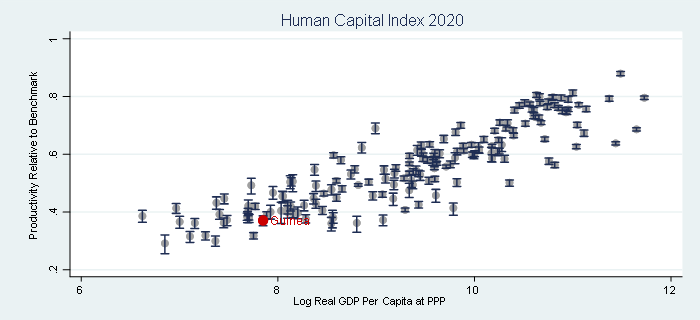 Human Capital Index 2020
Productivity Relative to Benchmark
1
.8
.6
.4
.2
Guinea
6
8
10
12
Log Real GDP Per Capita at PPP